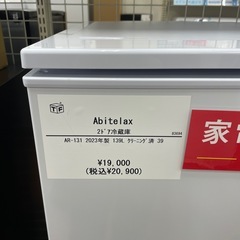 TF
Abitelax
2ﾄﾞｱ冷蔵庫
AR-131 2023年製 139L ｸﾘｰﾆﾝｸﾞ済 39
¥19,000
(税込¥20,900)
家